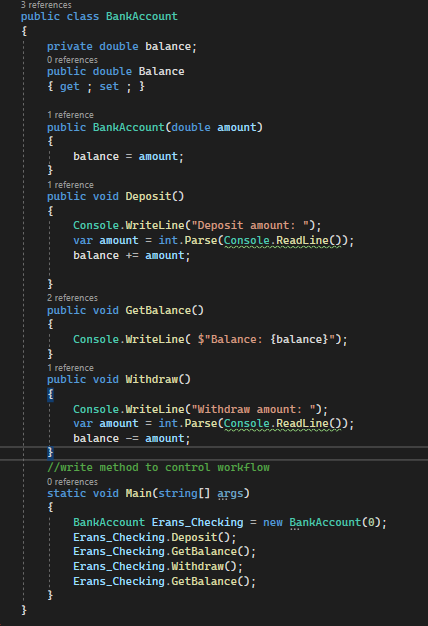 3 references
public class BankAccount
{
private double balance;
0 references
public double Balance
{ get ; set ; }
1 reference
public BankAccount(double amount)
{
balance = amount;
}
1 reference
public void Deposit()
{
Console.WriteLine("Deposit amount: ");
var amount = int.Parse(Console.ReadLine());
balance += amount;
}
2 references
public void GetBalance()
{
Console.WriteLine( $"Balance: {balance}");
}
1 reference
public void Withdraw()
{
Console.WriteLine("Withdraw amount: ");
var amount = int.Parse(Console.ReadLine());
balance -= amount;
}
//write method to control workflow
0 references
static void Main(string[] args)
{
BankAccount Erans_Checking = new BankAccount(0);
Erans_Checking.Deposit();
Erans_Checking.GetBalance();
Erans_Checking.Withdraw();
Erans_Checking.GetBalance();
}
}